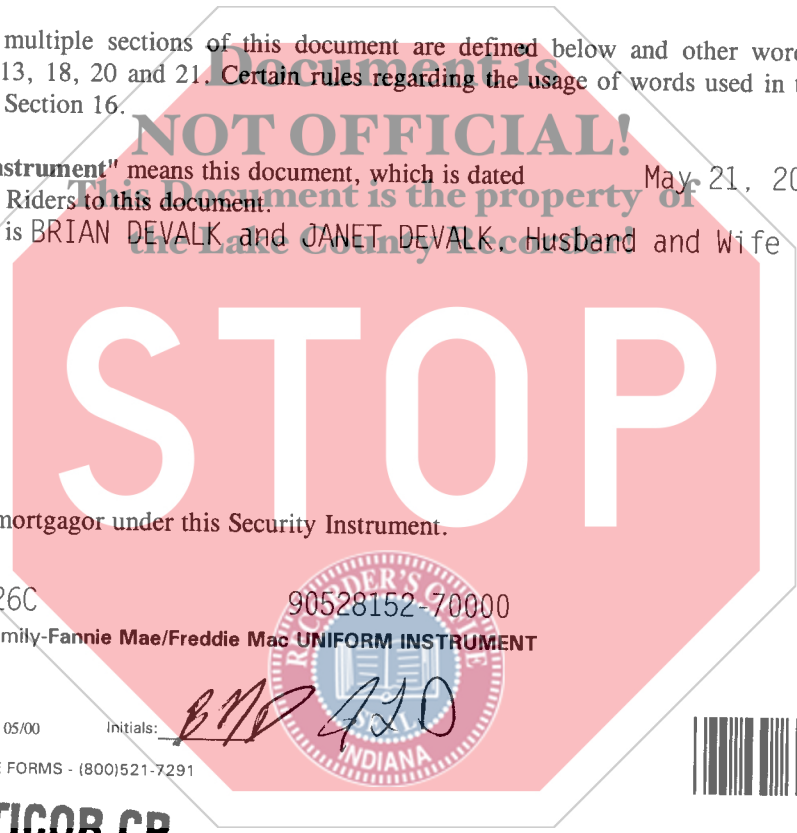 multiple sections of this document are defined below and other wor
Document is
13, 18, 20 and 21. Certain rules regarding the usage of words used in
Section 16.
NOT OFFICIAL!
nstrument" means this document, which is dated May 21, 20
This Document is the property of
Riders to this document.
is BRIAN DEVALK and JANET DEVALK, Husband and Wife
the Lake County Recorder!
STOP
mortgagor under this Security Instrument.
26C 90528152-70000
mily-Fannie Mae/Freddie Mac UNIFORM INSTRUMENT
RECORDER'S OFFICE
SEAL
INDIANA
05/00 Initials: BMD JLD
FORMS - (800)521-7291
TICOR CP